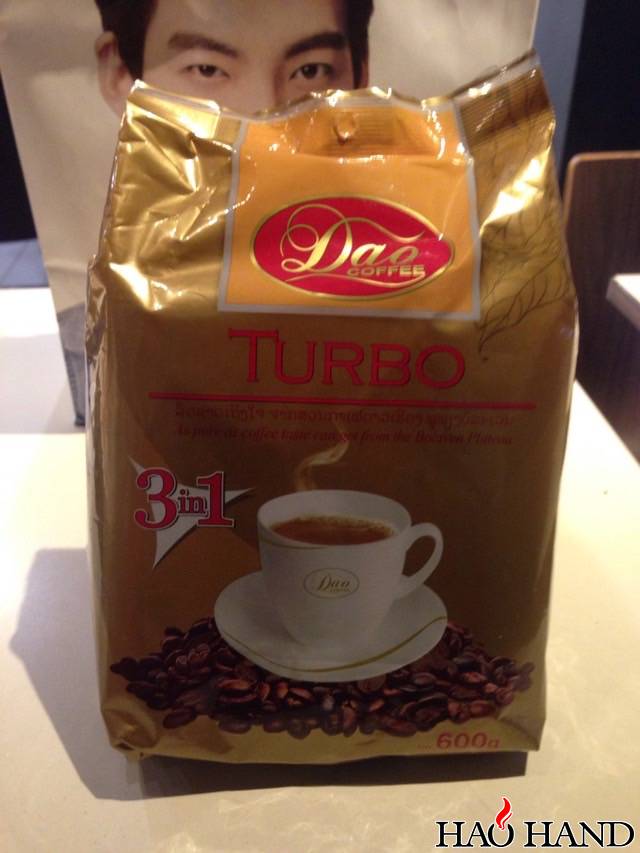 Dao
COFFEE
TURBO
As pure as coffee taste can get from the Bolaven Plateau
3in1
Dao
COFFEE
600g
HAO HAND